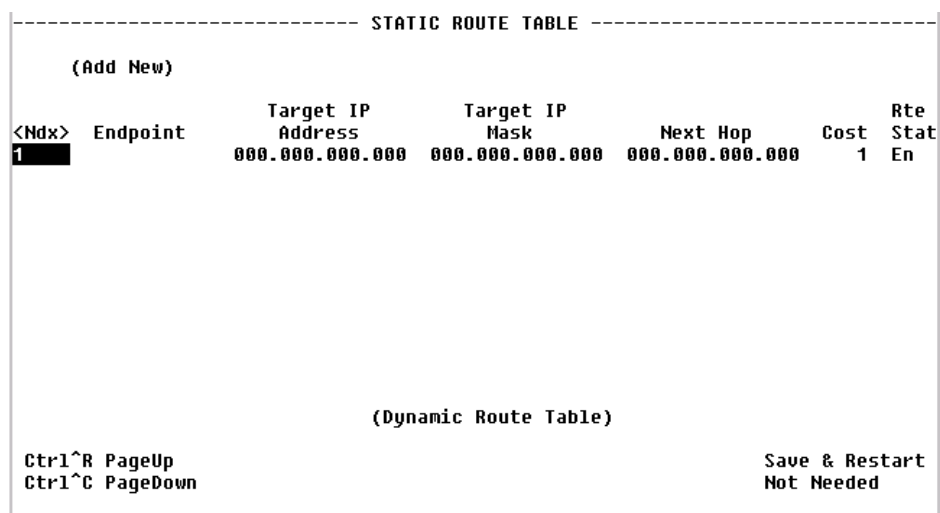 ------------------------------ STATIC ROUTE TABLE ------------------------------
(Add New)
Target IP Target IP Rte
<Ndx> Endpoint Address Mask Next Hop Cost Stat
1 000.000.000.000 000.000.000.000 000.000.000.000 1 En
(Dynamic Route Table)
Ctrl^R PageUp Save & Restart
Ctrl^C PageDown Not Needed